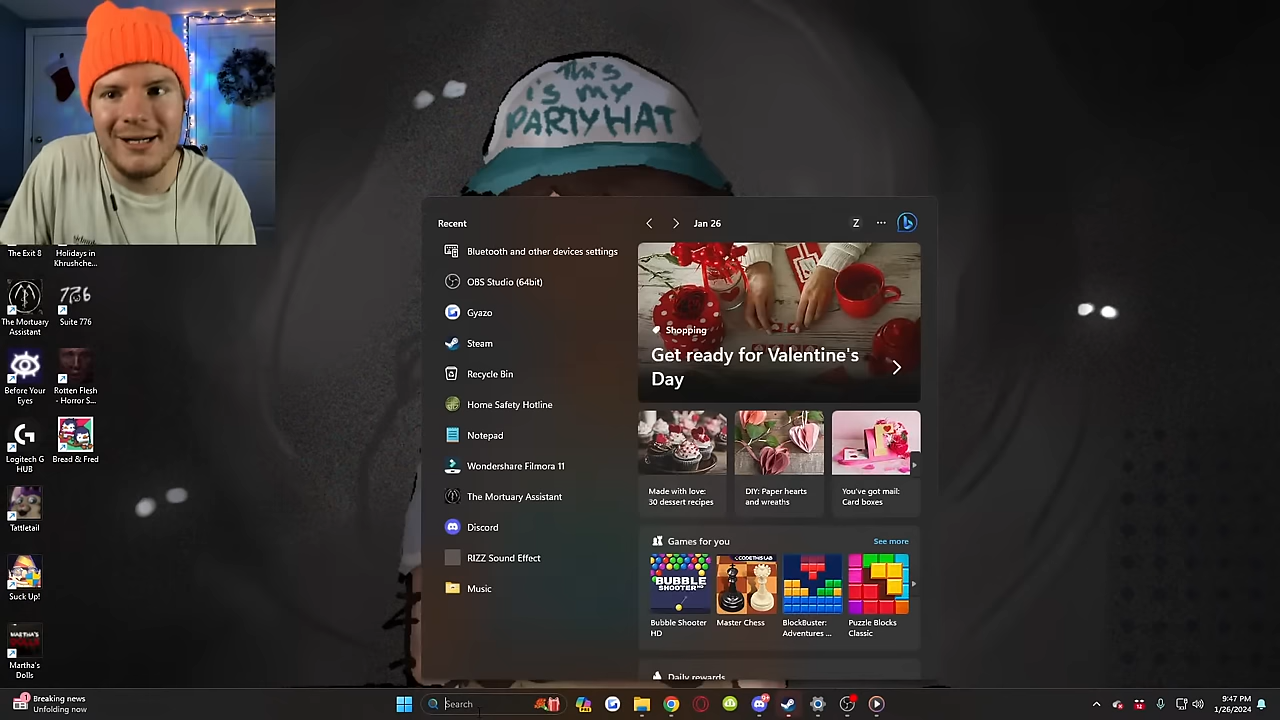 This
is my
PARTYHAT
The Exit 8
Holidays in
Khrushche...
The Mortuary
Assistant
776
Suite 776
Before Your
Eyes
Rotten Flesh
- Horror S...
Logitech G
HUB
Bread & Fred
Tattletail
Suck Up!
MARTHA'S
DOLLS
Martha's
Dolls
Recent
Bluetooth and other devices settings
OBS Studio (64bit)
Gyazo
Steam
Recycle Bin
Home Safety Hotline
Notepad
Wondershare Filmora 11
The Mortuary Assistant
Discord
RIZZ Sound Effect
Music
Jan 26
Z
Shopping
Get ready for Valentine's
Day
Made with love:
30 dessert recipes
DIY: Paper hearts
and wreaths
You've got mail:
Card boxes
Games for you
See more
BUBBLE
SHOOTER
CODETHISLAB
Bubble Shooter
HD
Master Chess
BlockBuster:
Adventures ...
Puzzle Blocks
Classic
Daily rewards
Breaking news
Unfolding now
Search
9:47 PM
1/26/2024